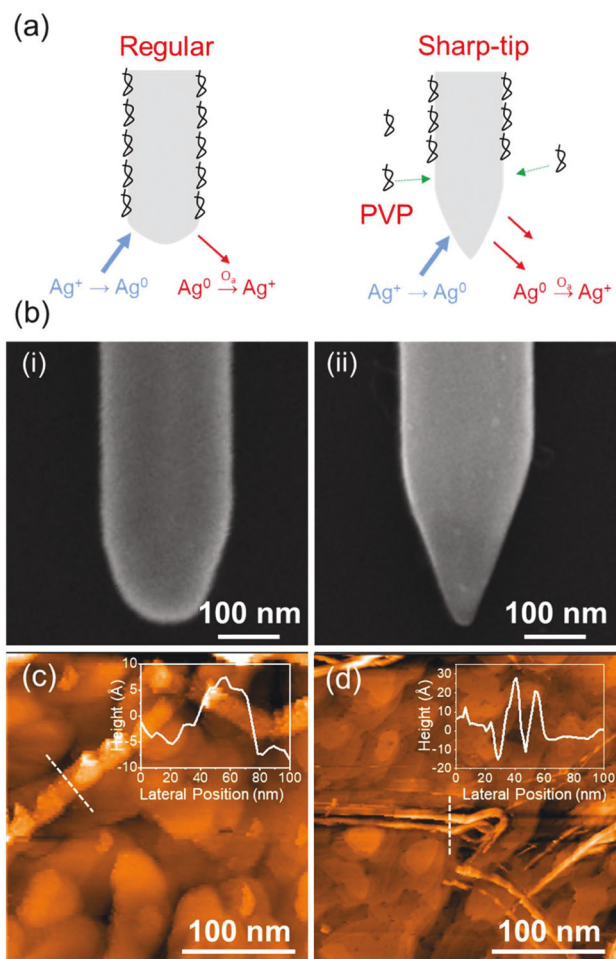 (a)
Regular
Sharp-tip
PVP
Ag⁺ → Ag⁰
Ag⁰ Oₐ→ Ag⁺
Ag⁺ → Ag⁰
Ag⁰ Oₐ→ Ag⁺
(b)
(i)
100 nm
(ii)
100 nm
(c)
Height (Å)
10
5
0
-5
-10
0 20 40 60 80 100
Lateral Position (nm)
100 nm
(d)
Height (Å)
30
20
10
0
-10
-20
0 20 40 60 80 100
Lateral Position (nm)
100 nm